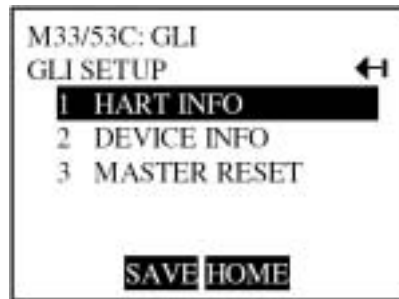 M33/53C: GLI
GLI SETUP
1 HART INFO
2 DEVICE INFO
3 MASTER RESET
SAVE HOME